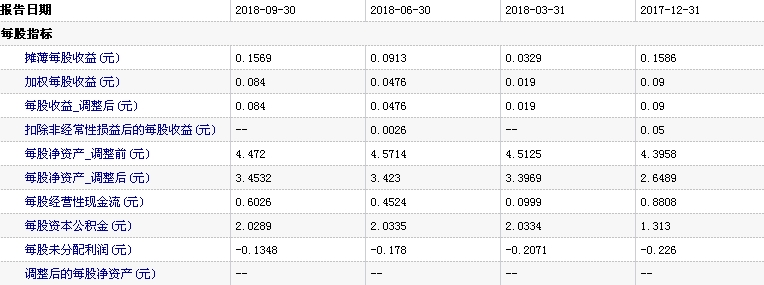 报告日期 2018-09-30 2018-06-30 2018-03-31 2017-12-31
每股指标
摊薄每股收益(元) 0.1569 0.0913 0.0329 0.1586
加权每股收益(元) 0.084 0.0476 0.019 0.09
每股收益_调整后(元) 0.084 0.0476 0.019 0.09
扣除非经常性损益后的每股收益(元) -- 0.0026 -- 0.05
每股净资产_调整前(元) 4.472 4.5714 4.5125 4.3958
每股净资产_调整后(元) 3.4532 3.423 3.3969 2.6489
每股经营性现金流(元) 0.6026 0.4524 0.0999 0.8808
每股资本公积金(元) 2.0289 2.0335 2.0334 1.313
每股未分配利润(元) -0.1348 -0.178 -0.2071 -0.226
调整后的每股净资产(元) -- -- -- --